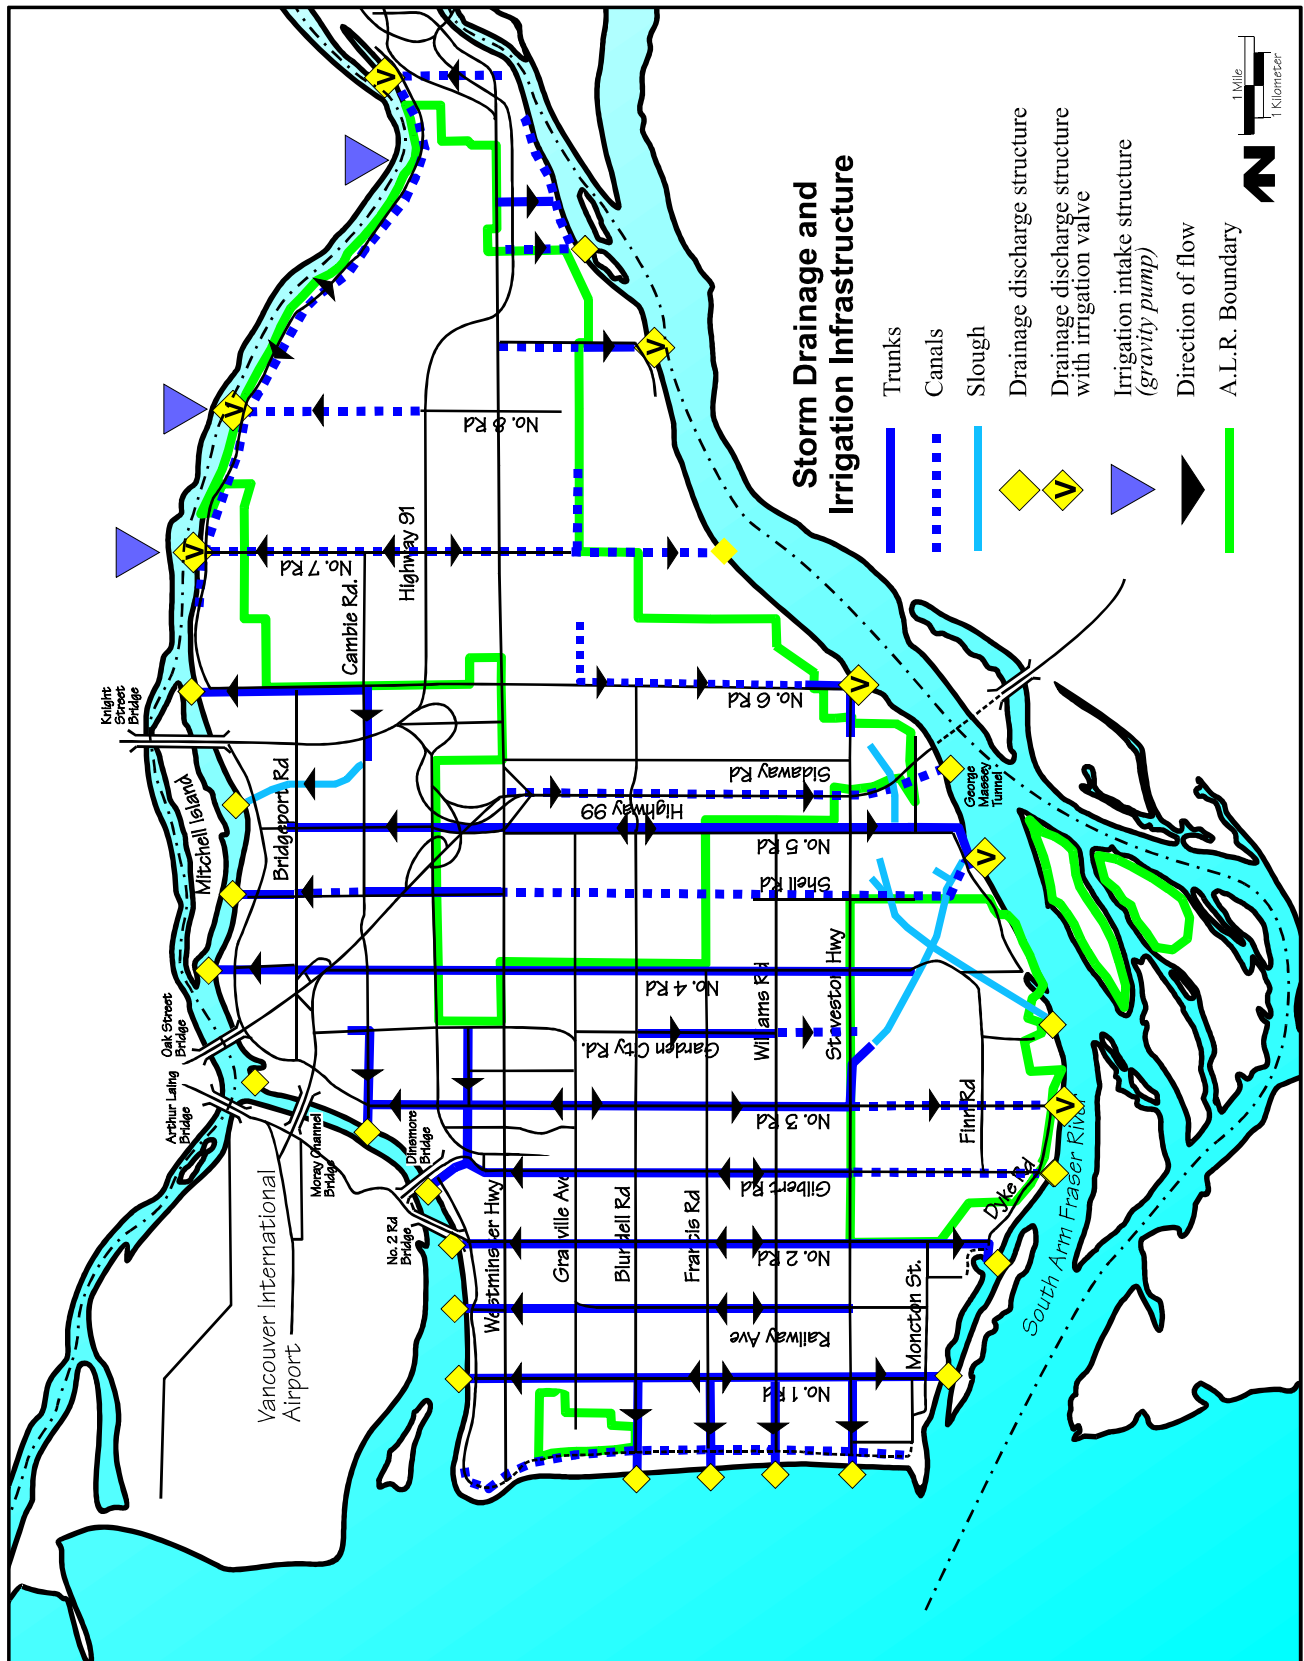 Storm Drainage and
Irrigation Infrastructure
Trunks
Canals
Slough
Drainage discharge structure
Drainage discharge structure
with irrigation valve
V
Irrigation intake structure
(gravity pump)
Direction of flow
A.L.R. Boundary
1 Mile
1 Kilometer
N
V
V
V
V
V
V
V
No. 8 Rd
No. 7 Rd
Cambie Rd.
Highway 91
Knight
Street
Bridge
Mitchell Island
Bridgeport Rd
No. 6 Rd
Sidaway Rd
Highway 99
No. 5 Rd
Shell Rd
George
Massey
Tunnel
No. 4 Rd
Williams Rd
Steveston Hwy
Garden City Rd.
Oak Street
Bridge
Arthur Laing
Bridge
Moray Channel
Bridge
Dinsmore
Bridge
No. 2 Rd
Bridge
No. 3 Rd
Finn Rd
Gilbert Rd
Dyke Rd
South Arm Fraser River
Vancouver International
Airport
Westminster Hwy
Granville Ave
Blundell Rd
Francis Rd
No. 2 Rd
Railway Ave
Moncton St.
No. 1 Rd